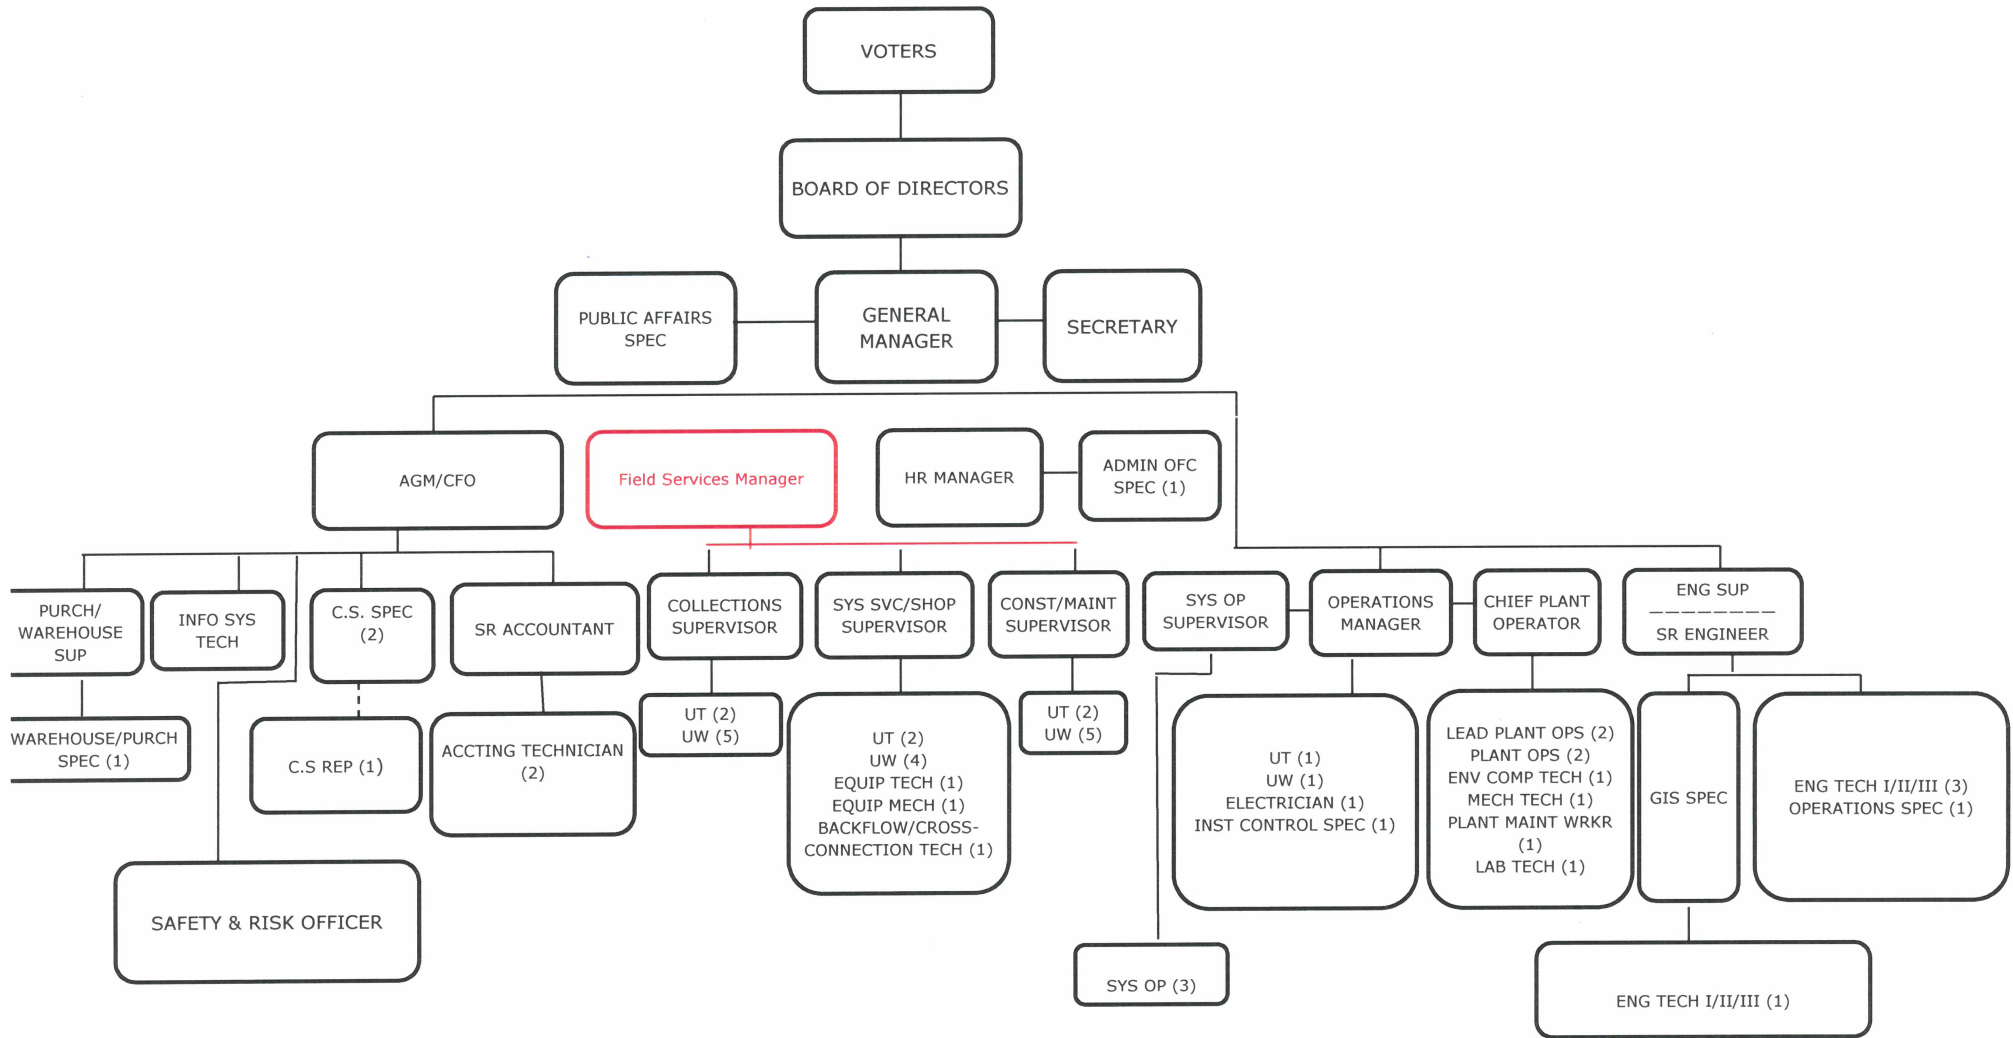 VOTERS
BOARD OF DIRECTORS
PUBLIC AFFAIRS
SPEC
GENERAL
MANAGER
SECRETARY
AGM/CFO
Field Services Manager
HR MANAGER
ADMIN OFC
SPEC (1)
PURCH/
WAREHOUSE
SUP
INFO SYS
TECH
C.S. SPEC
(2)
SR ACCOUNTANT
COLLECTIONS
SUPERVISOR
SYS SVC/SHOP
SUPERVISOR
CONST/MAINT
SUPERVISOR
SYS OP
SUPERVISOR
OPERATIONS
MANAGER
CHIEF PLANT
OPERATOR
ENG SUP
_________
SR ENGINEER
WAREHOUSE/PURCH
SPEC (1)
C.S REP (1)
ACCTING TECHNICIAN
(2)
UT (2)
UW (5)
UT (2)
UW (4)
EQUIP TECH (1)
EQUIP MECH (1)
BACKFLOW/CROSS-
CONNECTION TECH (1)
UT (2)
UW (5)
UT (1)
UW (1)
ELECTRICIAN (1)
INST CONTROL SPEC (1)
LEAD PLANT OPS (2)
PLANT OPS (2)
ENV COMP TECH (1)
MECH TECH (1)
PLANT MAINT WRKR
(1)
LAB TECH (1)
GIS SPEC
ENG TECH I/II/III (3)
OPERATIONS SPEC (1)
SAFETY & RISK OFFICER
SYS OP (3)
ENG TECH I/II/III (1)